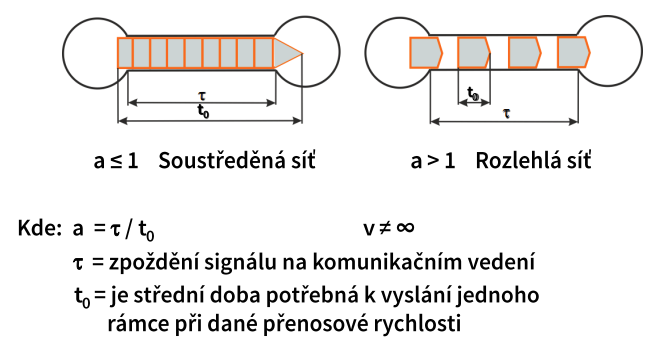 τ
t₀
t₀
τ
a ≤ 1 Soustředěná síť
a > 1 Rozlehlá síť
Kde: a = τ / t₀
v ≠ ∞
τ = zpoždění signálu na komunikačním vedení
t₀ = je střední doba potřebná k vyslání jednoho
rámce při dané přenosové rychlosti